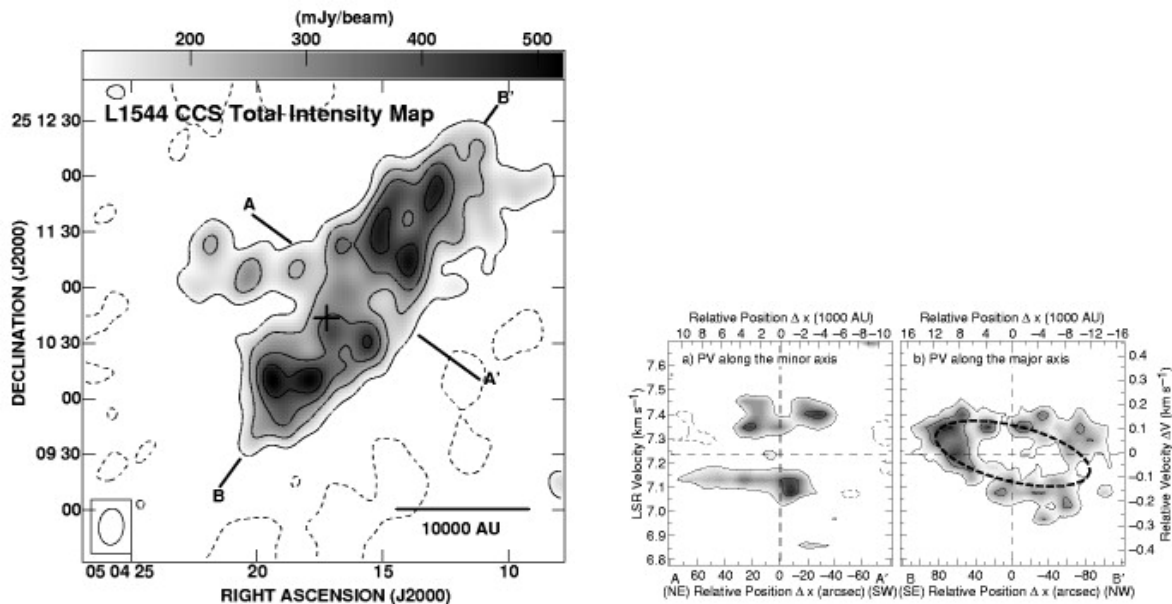 (mJy/beam)
200 300 400 500
L1544 CCS Total Intensity Map
B'
A
A'
B
10000 AU
DECLINATION (J2000)
25 12 30
00
11 30
00
10 30
00
09 30
00
05 04 25 20 15 10
RIGHT ASCENSION (J2000)
Relative Position Δ x (1000 AU)
10 8 6 4 2 0 -2 -4 -6 -8 -10
a) PV along the minor axis
LSR Velocity (km s⁻¹)
7.6
7.5
7.4
7.3
7.2
7.1
7.0
6.9
6.8
80 60 40 20 0 -20 -40 -60
A A'
(NE) Relative Position Δ x (arcsec) (SW)
Relative Position Δ x (1000 AU)
16 12 8 4 0 -4 -8 -12 -16
b) PV along the major axis
0.4
0.3
0.2
0.1
0
-0.1
-0.2
-0.3
-0.4
Relative Velocity ΔV (km s⁻¹)
B 80 40 0 -40 -80 B'
(SE) Relative Position Δ x (arcsec) (NW)